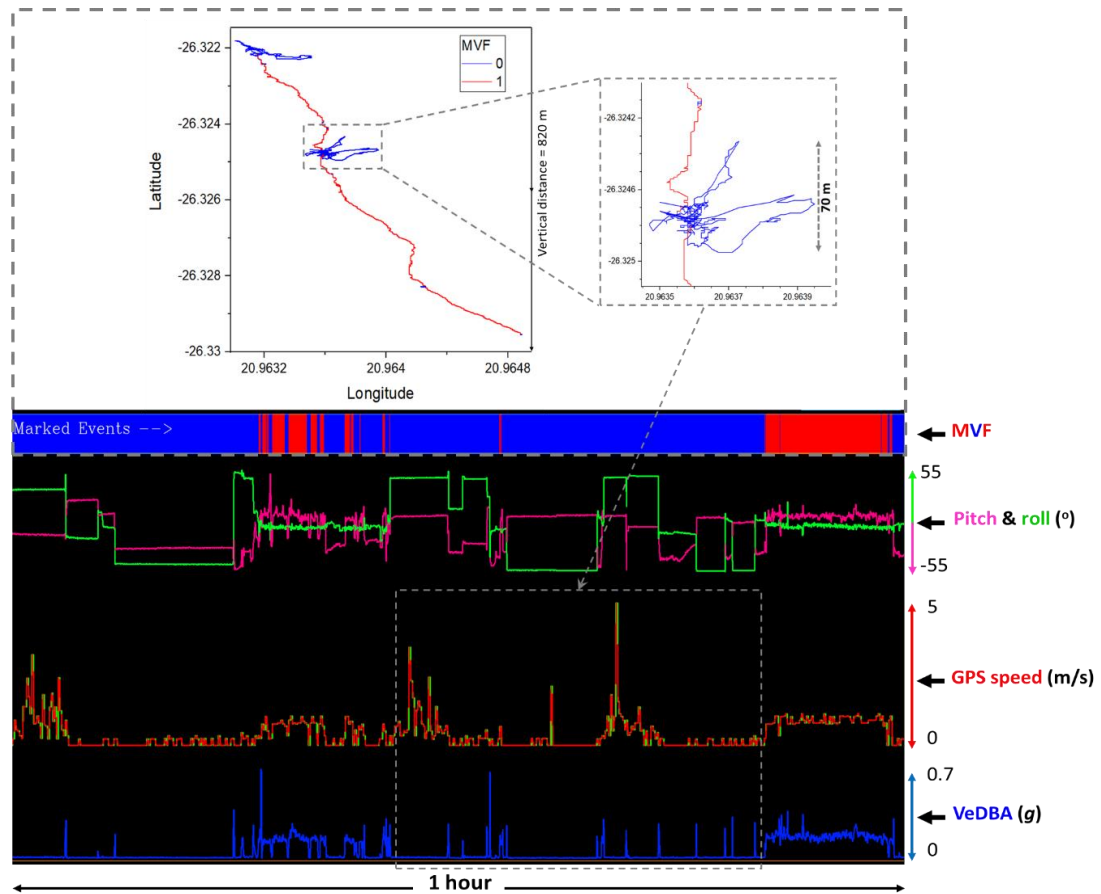 MVF
0
1
-26.322
-26.324
-26.326
-26.328
-26.33
Latitude
20.9632
20.964
20.9648
Longitude
Vertical distance = 820 m
-26.3242
-26.3246
-26.325
20.9635
20.9637
20.9639
70 m
Marked Events -->
MVF
55
Pitch & roll (º)
-55
5
GPS speed (m/s)
0
0.7
VeDBA (g)
0
1 hour